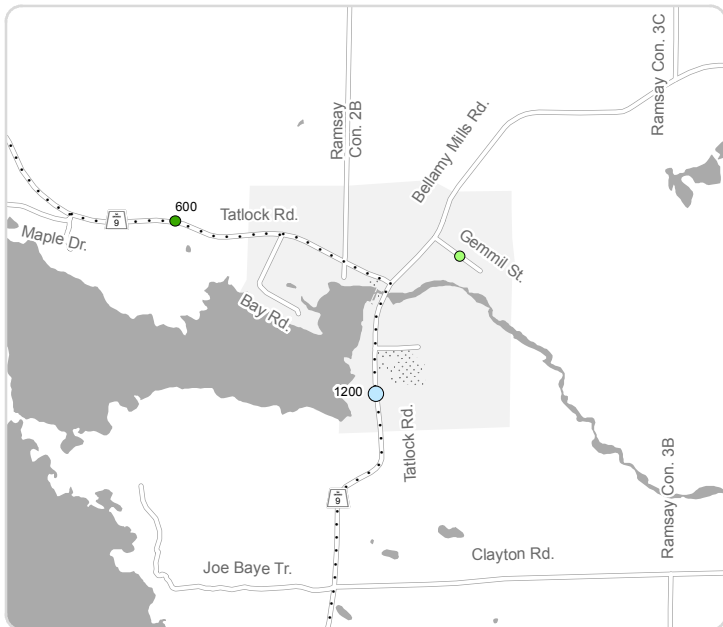 Ramsay
Con. 2B
Ramsay Con. 3C
Bellamy Mills Rd.
600
Tatlock Rd.
9
Maple Dr.
Gemmil St.
Bay Rd.
1200
Tatlock Rd.
9
Ramsay Con. 3B
Clayton Rd.
Joe Baye Tr.